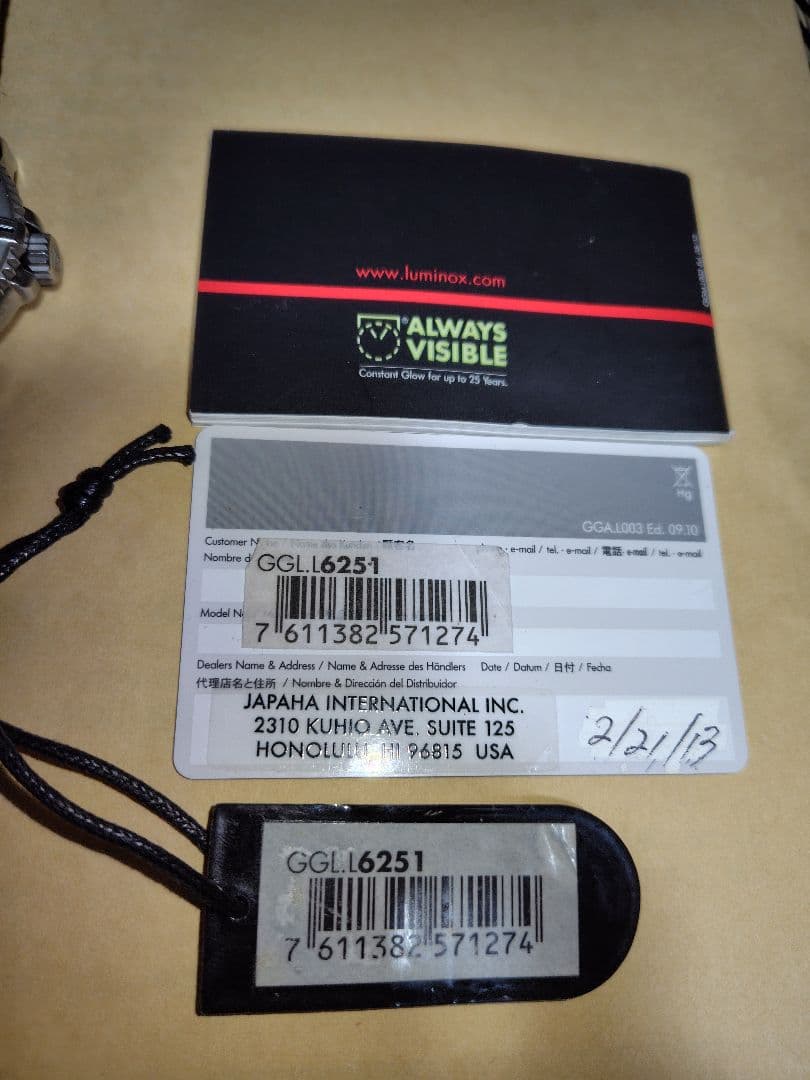 www.luminox.com
®ALWAYS
VISIBLE
Constant Glow for up to 25 Years.
Hg
GGA.L003 Ed. 09.10
Customer
e-mail / tel. - e-mail / 電話· e-mail / tel. - e-mail
Nombre
GGL.L6251
Model
7 611382 571274
Dealers Name & Address / Name & Adresse des Händlers Date / Datum / 日付 / Fecha
代理店名と住所 / Nombre & Dirección del Distribuidor
JAPAHA INTERNATIONAL INC.
2310 KUHIO AVE. SUITE 125
HONOLULU, HI 96815 USA
2/21/13
GGL.L6251
7 611382 571274